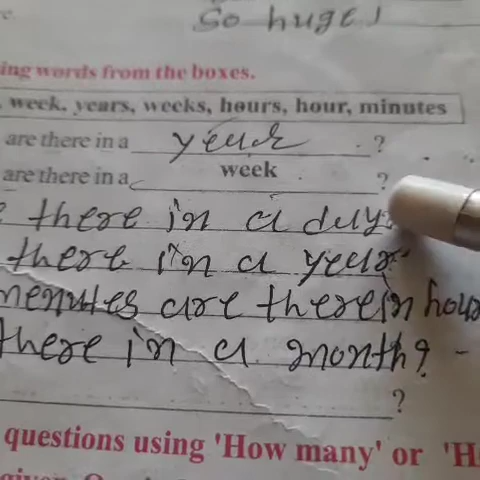 so huge!
ing words from the boxes.
week, years, weeks, hours, hour, minutes
are there in a year ?
are there in a week ?
there in a day
there in a year
menutes are there in hour
there in a month?
?
questions using 'How many' or 'H